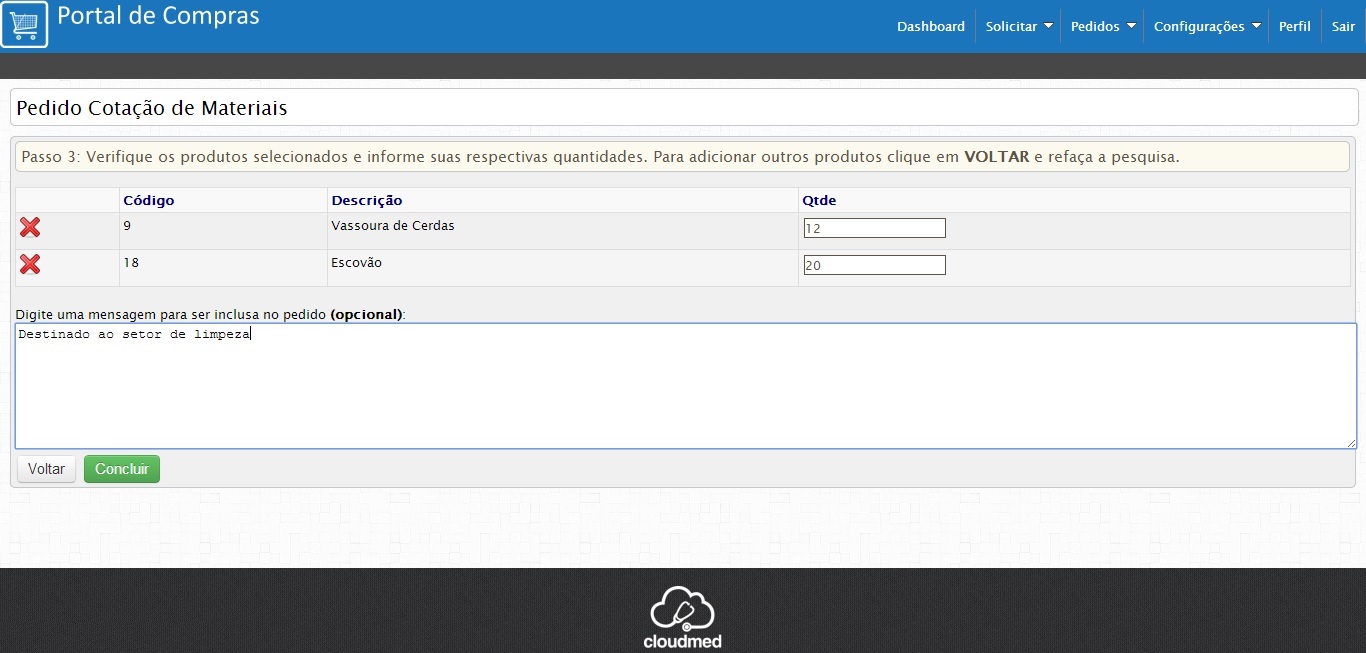 Portal de Compras
Dashboard Solicitar Pedidos Configurações Perfil Sair
Pedido Cotação de Materiais
Passo 3: Verifique os produtos selecionados e informe suas respectivas quantidades. Para adicionar outros produtos clique em VOLTAR e refaça a pesquisa.
Código Descrição Qtde
9 Vassoura de Cerdas 12
18 Escovão 20
Digite uma mensagem para ser inclusa no pedido (opcional):
Destinado ao setor de limpeza
Voltar Concluir
cloudmed